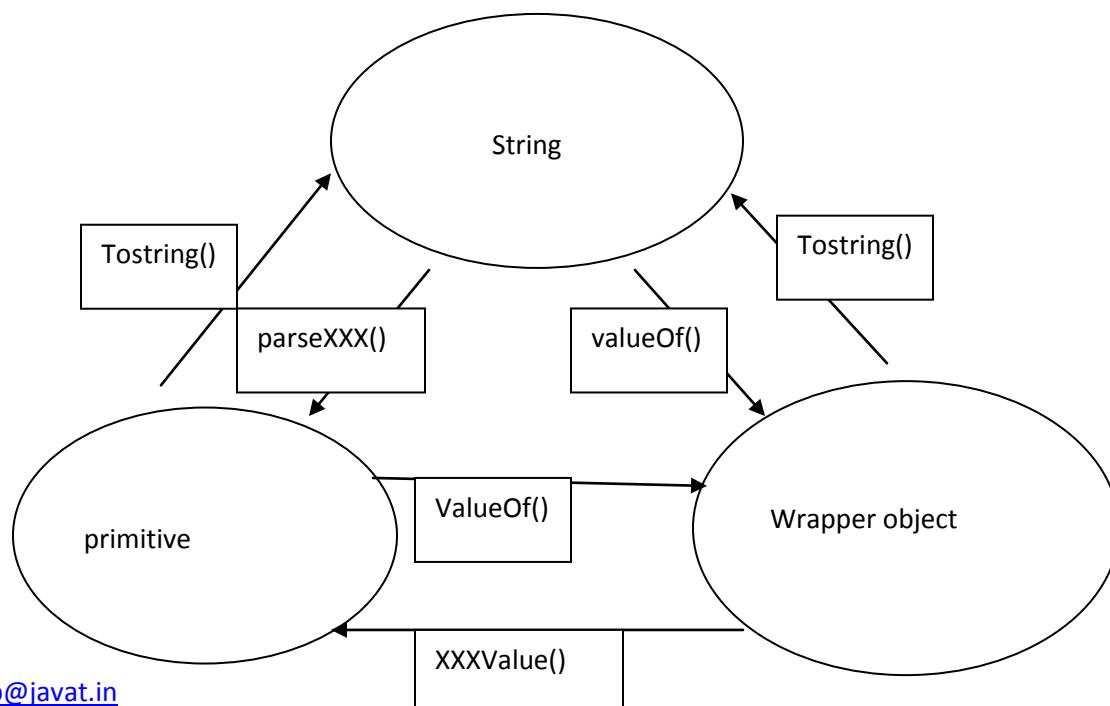 String
Tostring()
Tostring()
parseXXX()
valueOf()
ValueOf()
Wrapper object
primitive
XXXValue()
@javat.in